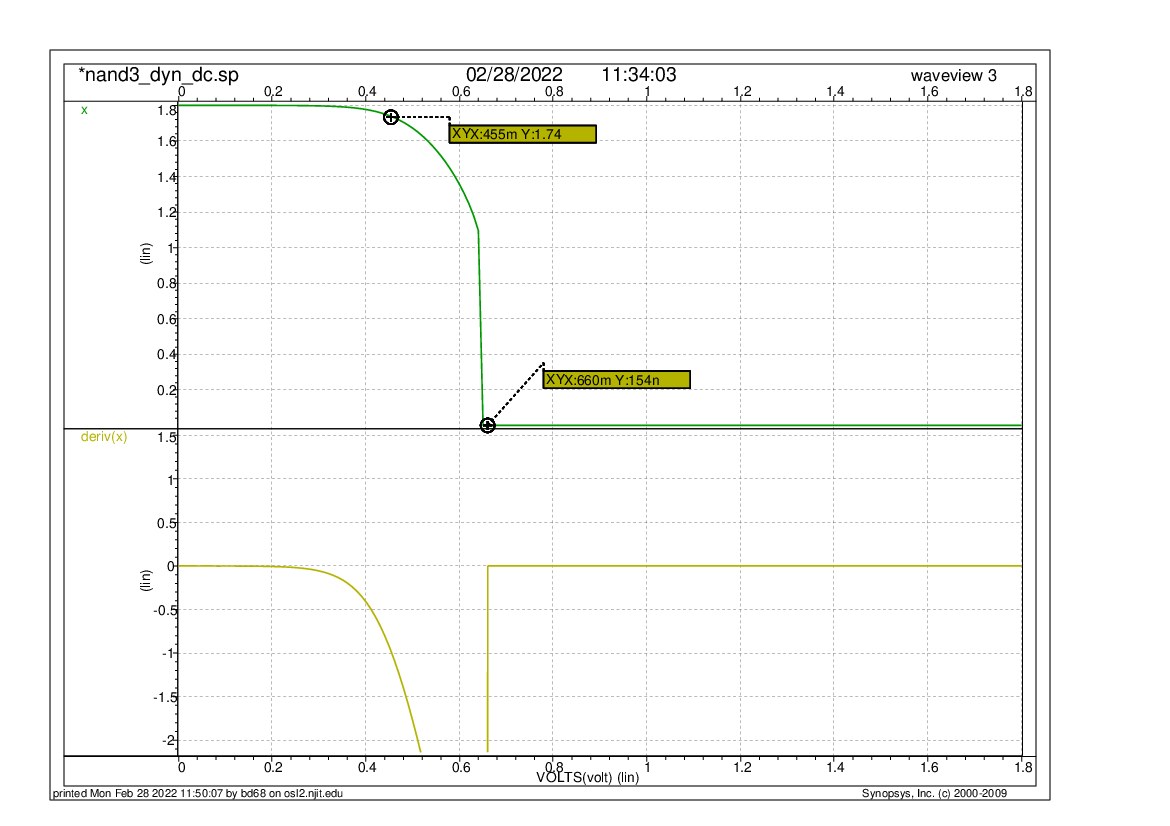 *nand3_dyn_dc.sp 02/28/2022 11:34:03 waveview 3
0 0.2 0.4 0.6 0.8 1 1.2 1.4 1.6 1.8
x
1.8
XYX:455m Y:1.74
1.6
1.4
1.2
1
(lin)
0.8
0.6
0.4
XYX:660m Y:154n
0.2
deriv(x)
1.5
1
0.5
0
(lin)
-0.5
-1
-1.5
-2
0 0.2 0.4 0.6 0.8 1 1.2 1.4 1.6 1.8
VOLTS(volt) (lin)
printed Mon Feb 28 2022 11:50:07 by bd68 on osl2.njit.edu Synopsys, Inc. (c) 2000-2009